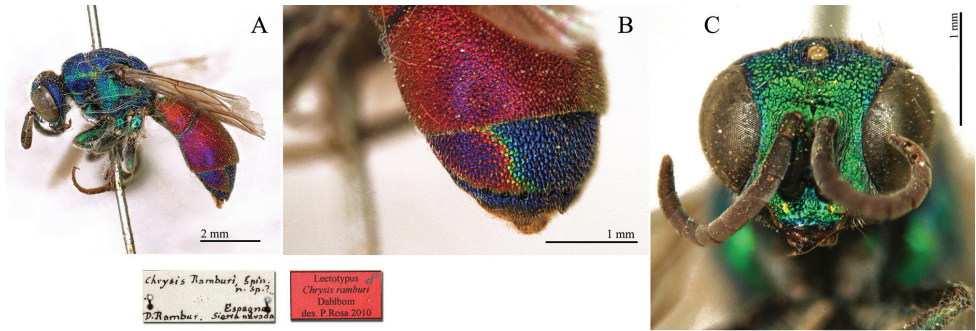 A
B
C
1 mm
2 mm
1 mm
Chrysis Ramburi, Spin.
n. sp.?
Espagne
D. Rambur. Sierra nevada
Lectotypus
Chrysis ramburi
Dahlbom
des. P.Rosa 2010